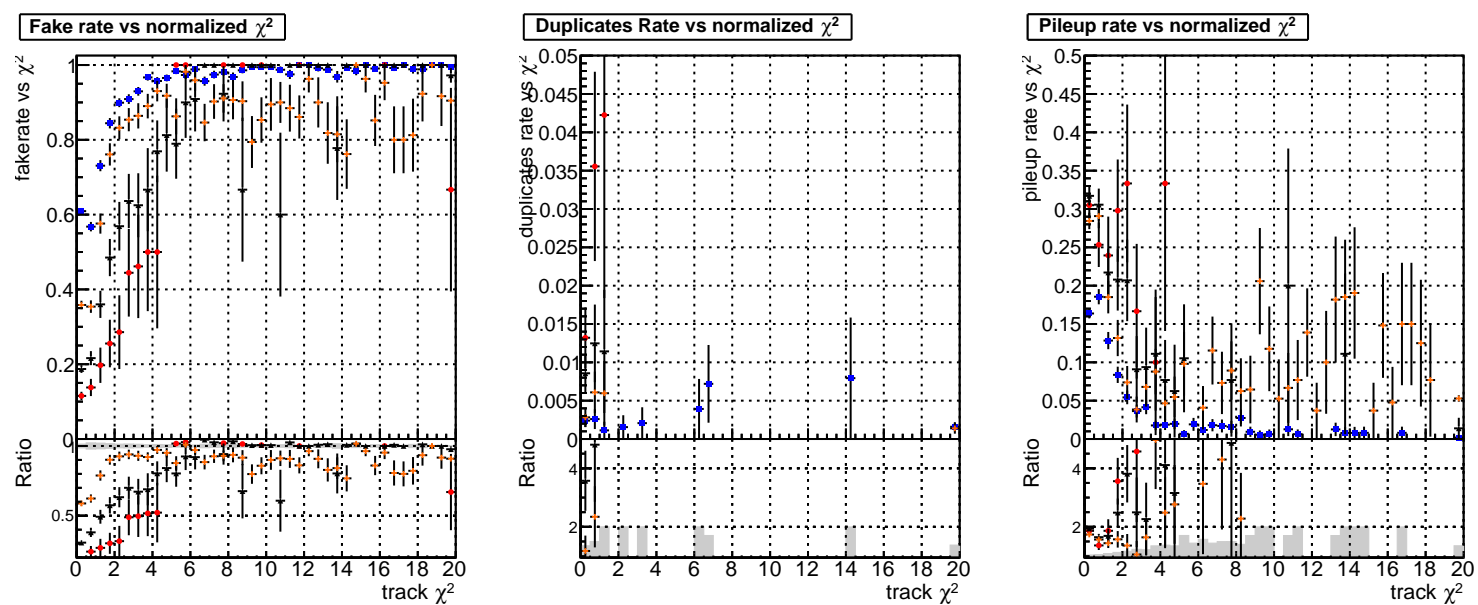 Fake rate vs normalized χ²
fakerate vs χ²
1
0.8
0.6
0.4
0.2
0
Ratio
0.5
0 2 4 6 8 10 12 14 16 18 20
track χ²
Duplicates Rate vs normalized χ²
duplicates rate vs χ²
0.05
0.045
0.04
0.035
0.03
0.025
0.02
0.015
0.01
0.005
0
Ratio
4
2
0 2 4 6 8 10 12 14 16 18 20
track χ²
Pileup rate vs normalized χ²
pileup rate vs χ²
0.5
0.45
0.4
0.35
0.3
0.25
0.2
0.15
0.1
0.05
0
Ratio
4
2
0 2 4 6 8 10 12 14 16 18 20
track χ²